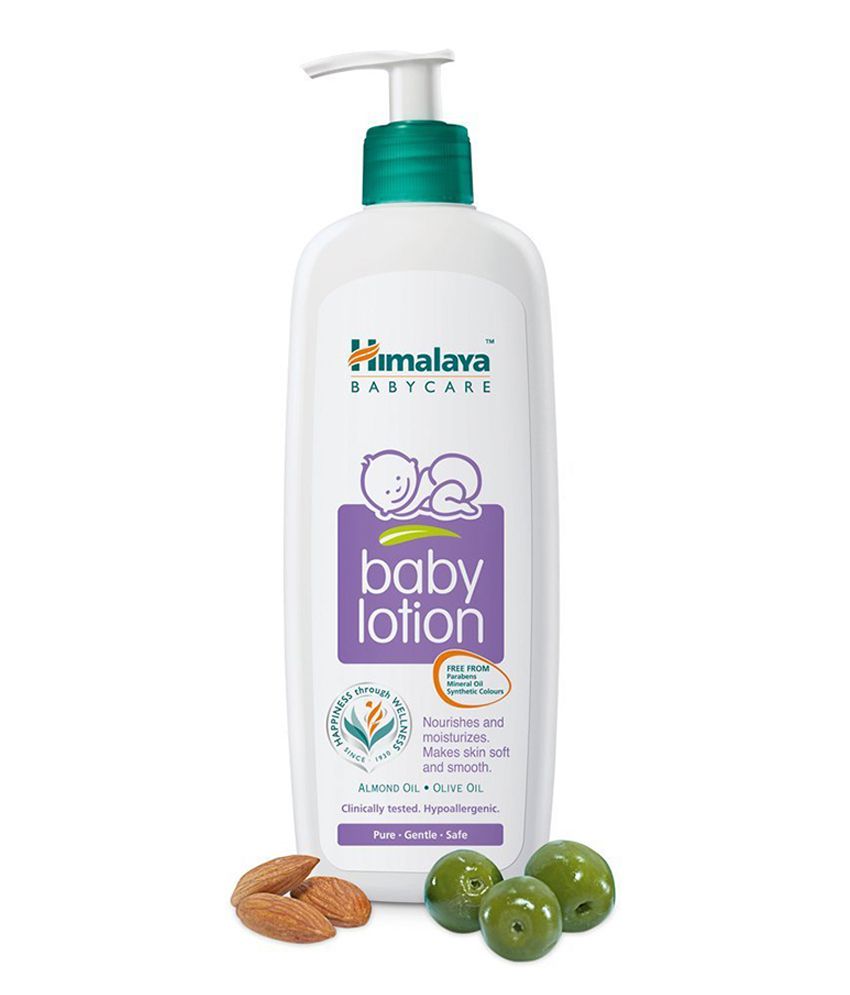 Himalaya™
BABYCARE
baby
lotion
FREE FROM
Parabens
Mineral Oil
Synthetic Colours
HAPPINESS through WELLNESS
SINCE - 1930
Nourishes and
moisturizes.
Makes skin soft
and smooth.
ALMOND OIL • OLIVE OIL
Clinically tested. Hypoallergenic.
Pure · Gentle · Safe